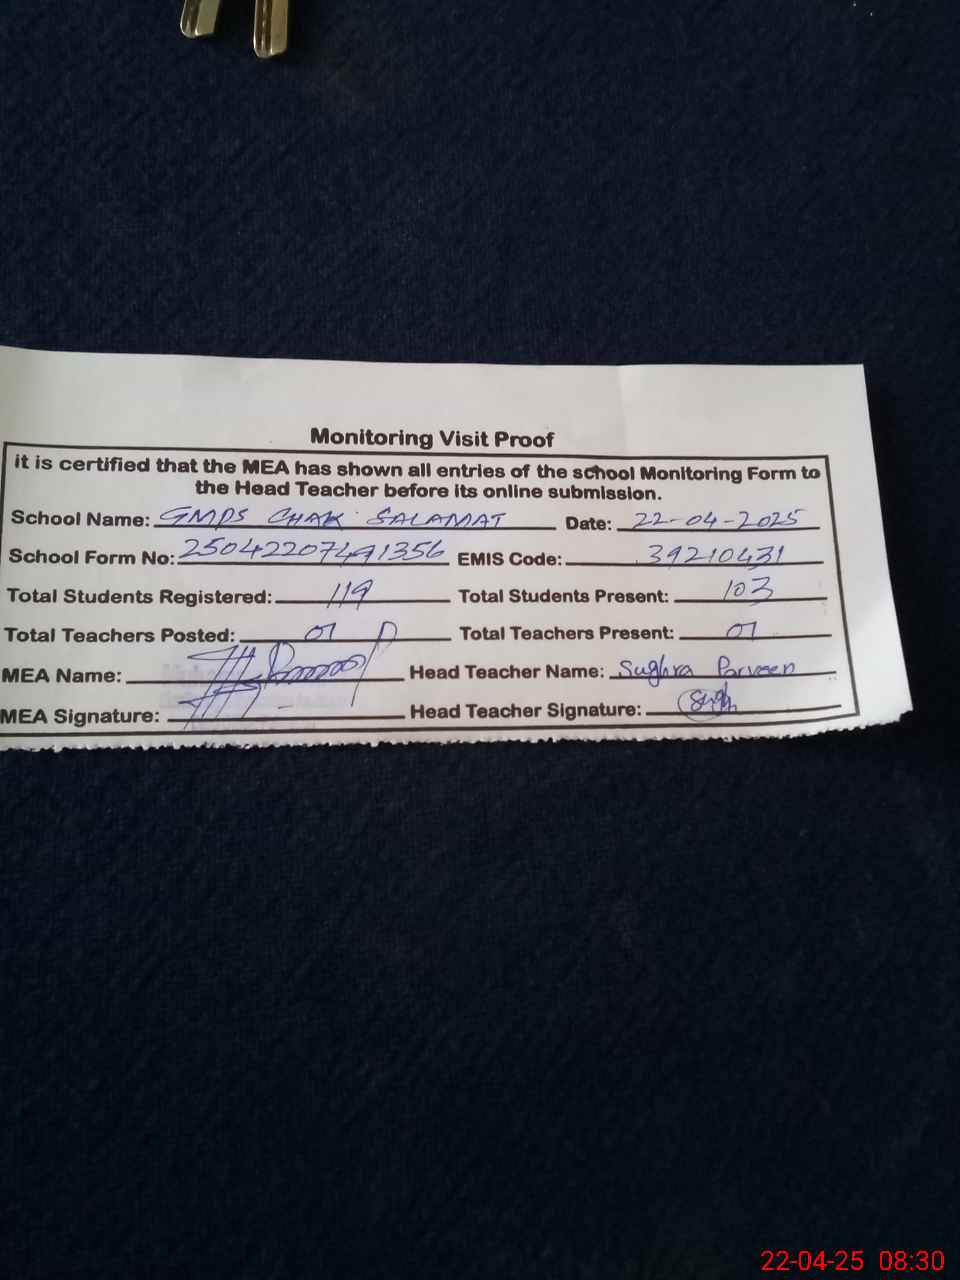 Monitoring Visit Proof
it is certified that the MEA has shown all entries of the school Monitoring Form to
the Head Teacher before its online submission.
School Name: GMPS CHAK SALAMAT Date: 22-04-2025
School Form No: 25042207491356 EMIS Code: 39210431
Total Students Registered: 119 Total Students Present: 103
Total Teachers Posted: 01 Total Teachers Present: 01
MEA Name: Head Teacher Name: Sughra Parveen
MEA Signature: Head Teacher Signature: Sugh
22-04-25 08:30